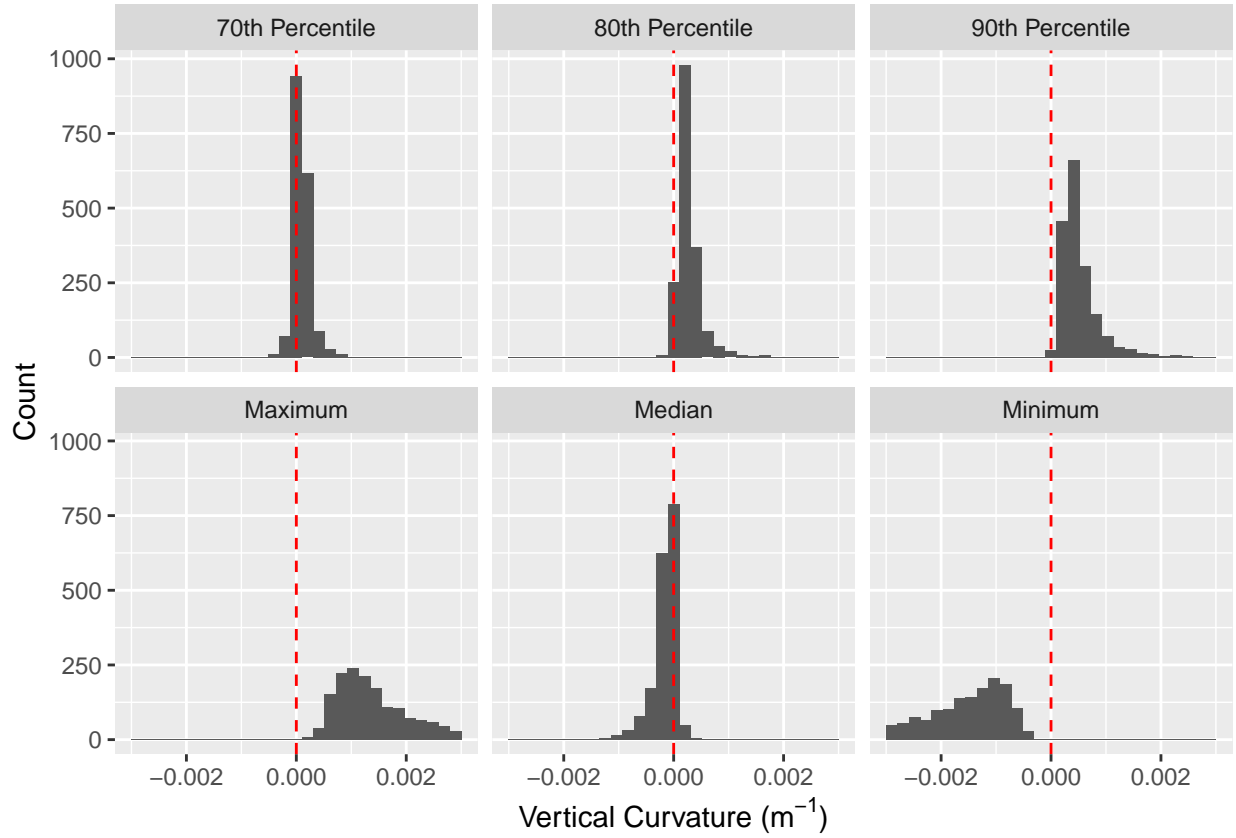 70th Percentile
80th Percentile
90th Percentile
1000
750
500
250
0
Maximum
Median
Minimum
1000
750
500
250
0
−0.002
0.000
0.002
−0.002
0.000
0.002
−0.002
0.000
0.002
Count
Vertical Curvature (m⁻¹)